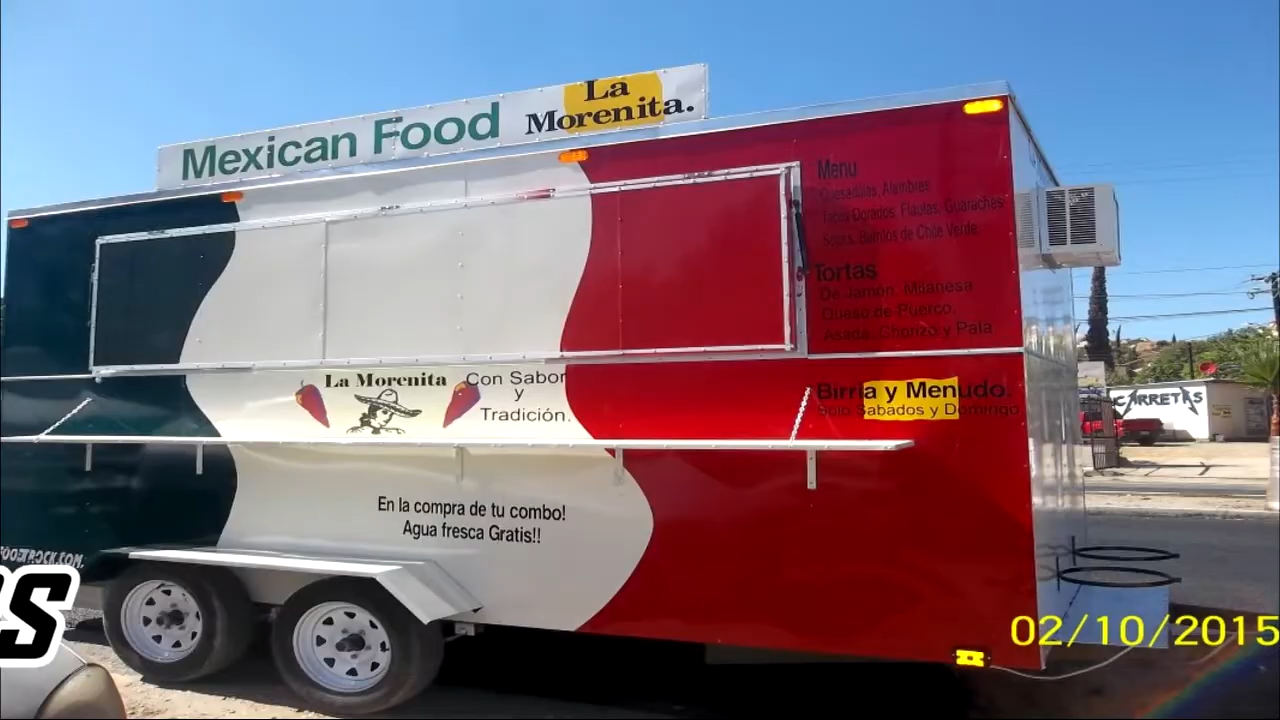 Mexican Food
La
Morenita.
Menu
Quesadillas, Alambres
Tacos Dorados, Flautas, Guaraches
Sopes, Burritos de Chile Verde.
Tortas
De Jamon, Milanesa
Queso de Puerco,
Asada, Chorizo y Pala
La Morenita
Con Sabor
y
Tradición.
Birria y Menudo.
Solo Sabados y Domingo
En la compra de tu combo!
Agua fresca Gratis!!
CARRETAS
02/10/2015